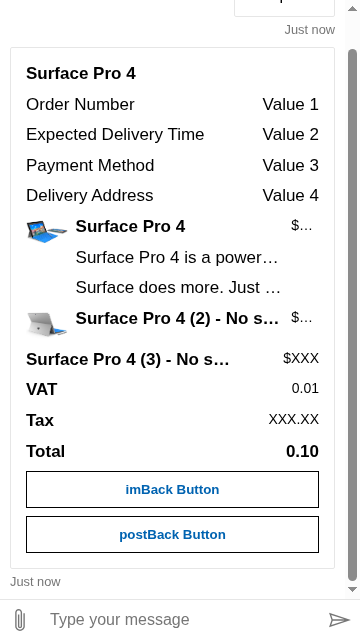 Just now
Surface Pro 4
Order Number Value 1
Expected Delivery Time Value 2
Payment Method Value 3
Delivery Address Value 4
Surface Pro 4 $…
Surface Pro 4 is a power…
Surface does more. Just …
Surface Pro 4 (2) - No s… $…
Surface Pro 4 (3) - No s… $XXX
VAT 0.01
Tax XXX.XX
Total 0.10
imBack Button
postBack Button
Just now
Type your message